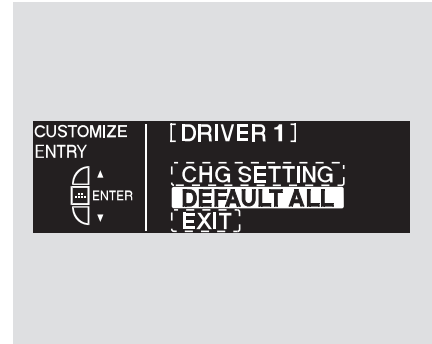 CUSTOMIZE
ENTRY
ENTER
[DRIVER 1]
CHG SETTING
DEFAULT ALL
EXIT